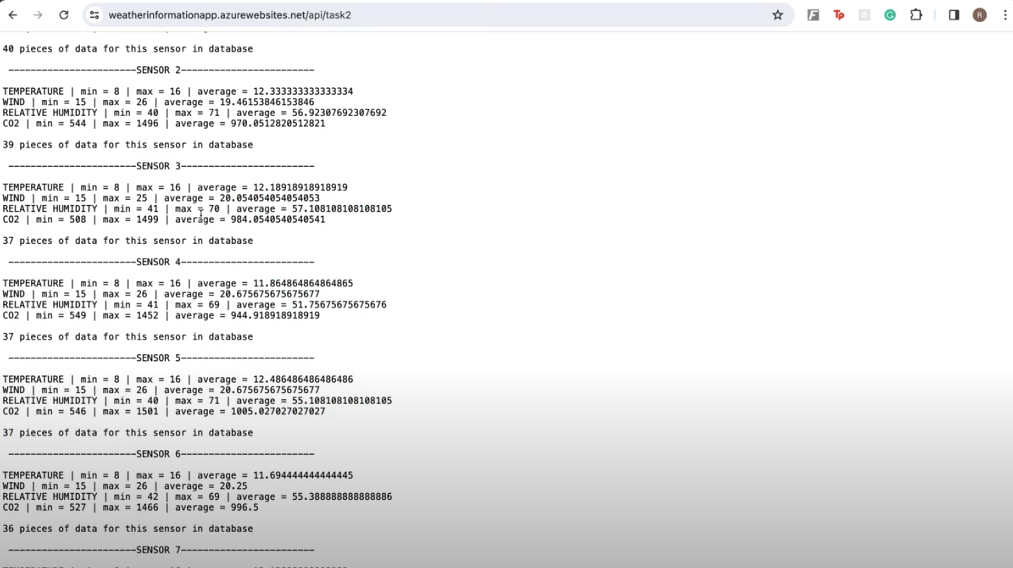 weatherinformationapp.azurewebsites.net/api/task2
R
40 pieces of data for this sensor in database
------------------------SENSOR 2-------------------------
TEMPERATURE | min = 8 | max = 16 | average = 12.333333333333334
WIND | min = 15 | max = 26 | average = 19.46153846153846
RELATIVE HUMIDITY | min = 40 | max = 71 | average = 56.92307692307692
CO2 | min = 544 | max = 1496 | average = 970.0512820512821
39 pieces of data for this sensor in database
------------------------SENSOR 3-------------------------
TEMPERATURE | min = 8 | max = 16 | average = 12.18918918918919
WIND | min = 15 | max = 25 | average = 20.054054054054053
RELATIVE HUMIDITY | min = 41 | max = 70 | average = 57.108108108108105
CO2 | min = 508 | max = 1499 | average = 984.0540540540541
37 pieces of data for this sensor in database
------------------------SENSOR 4-------------------------
TEMPERATURE | min = 8 | max = 16 | average = 11.864864864864865
WIND | min = 15 | max = 26 | average = 20.675675675675677
RELATIVE HUMIDITY | min = 41 | max = 69 | average = 51.75675675675676
CO2 | min = 549 | max = 1452 | average = 944.918918918919
37 pieces of data for this sensor in database
------------------------SENSOR 5-------------------------
TEMPERATURE | min = 8 | max = 16 | average = 12.486486486486486
WIND | min = 15 | max = 26 | average = 20.675675675675677
RELATIVE HUMIDITY | min = 40 | max = 71 | average = 55.108108108108105
CO2 | min = 546 | max = 1501 | average = 1005.027027027027
37 pieces of data for this sensor in database
------------------------SENSOR 6-------------------------
TEMPERATURE | min = 8 | max = 16 | average = 11.694444444444445
WIND | min = 15 | max = 26 | average = 20.25
RELATIVE HUMIDITY | min = 42 | max = 69 | average = 55.388888888888886
CO2 | min = 527 | max = 1466 | average = 996.5
36 pieces of data for this sensor in database
------------------------SENSOR 7-------------------------